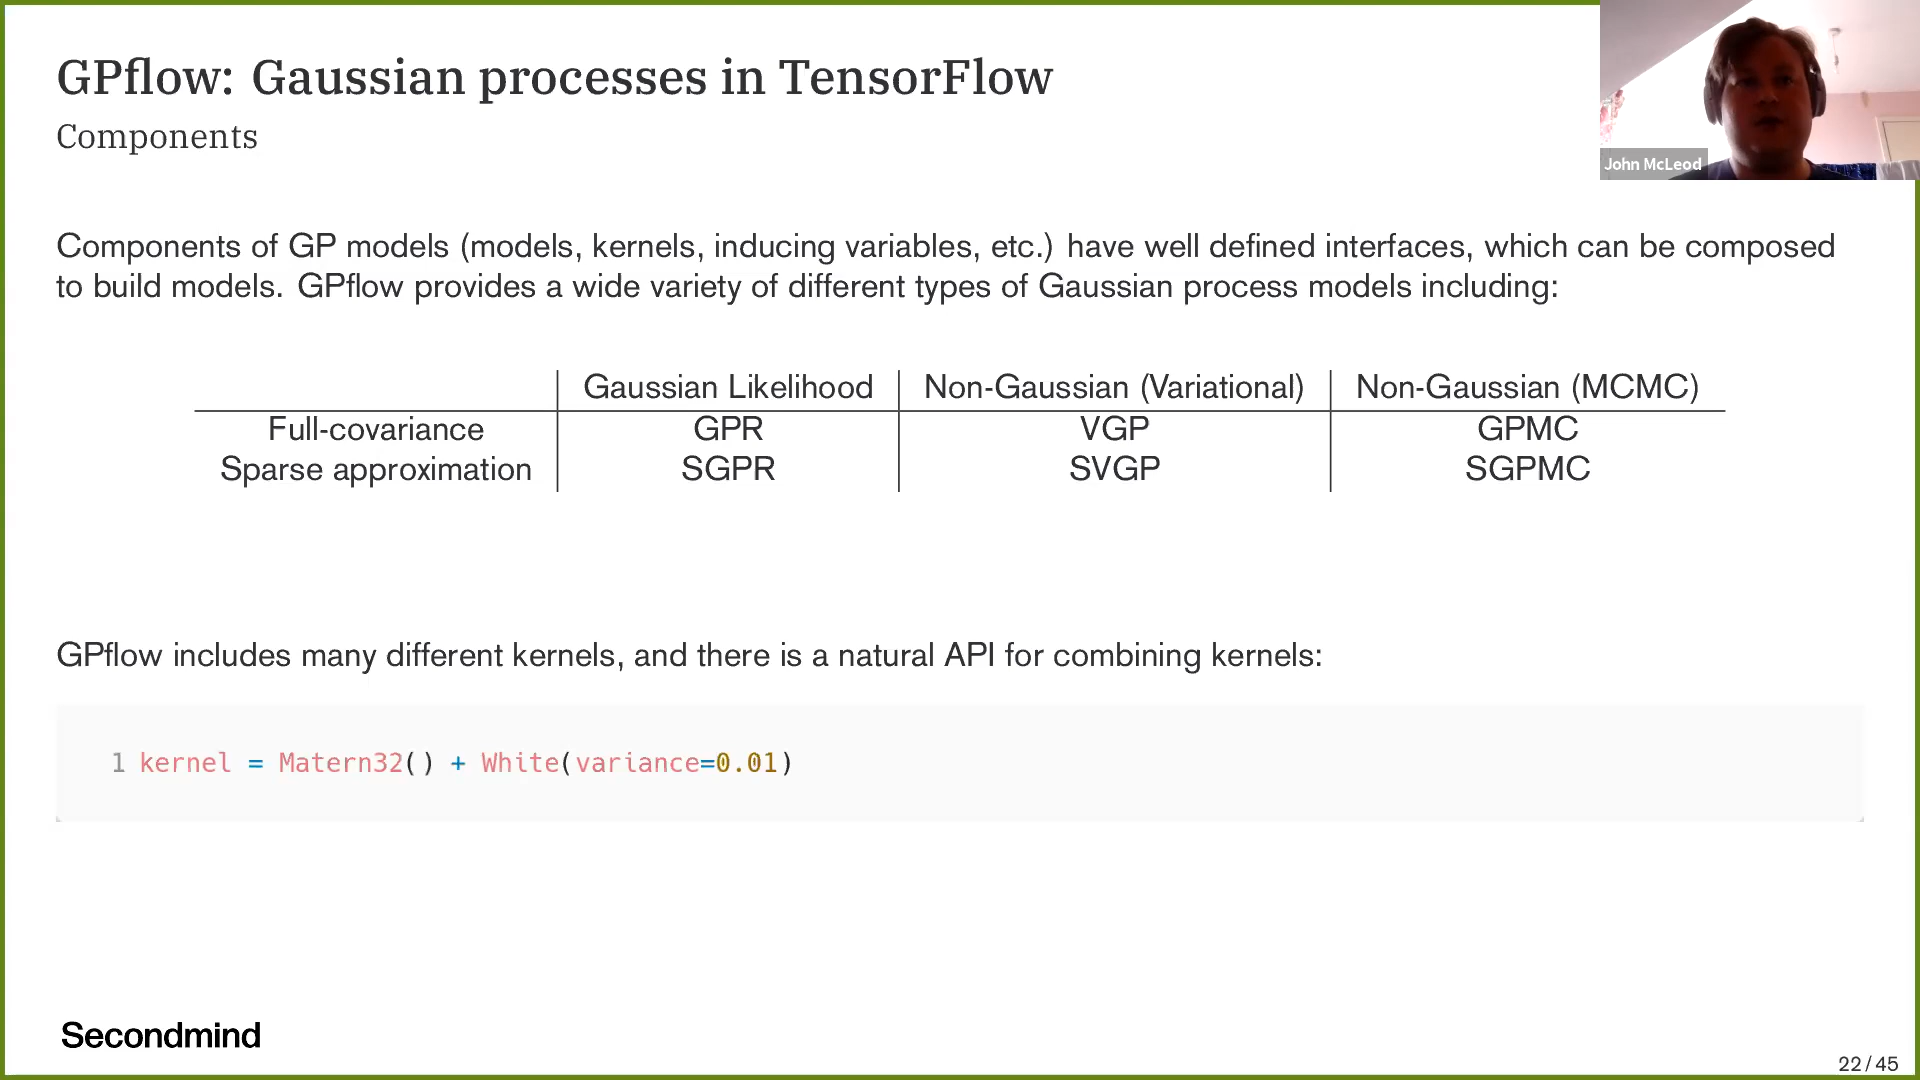 GPflow: Gaussian processes in TensorFlow
Components
John McLeod
Components of GP models (models, kernels, inducing variables, etc.) have well defined interfaces, which can be composed
to build models. GPflow provides a wide variety of different types of Gaussian process models including:
Gaussian Likelihood Non-Gaussian (Variational) Non-Gaussian (MCMC)
Full-covariance GPR VGP GPMC
Sparse approximation SGPR SVGP SGPMC
GPflow includes many different kernels, and there is a natural API for combining kernels:
1 kernel = Matern32() + White(variance=0.01)
Secondmind
22/45